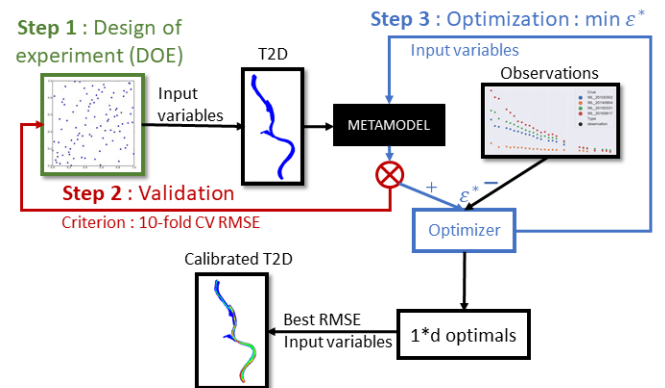 Step 1 : Design of
experiment (DOE)
Step 3 : Optimization : min ε*
Input variables
T2D
Observations
Input
variables
METAMODEL
Step 2 : Validation
Criterion : 10-fold CV RMSE
+
ε*
−
Optimizer
Calibrated T2D
Best RMSE
Input variables
1*d optimals